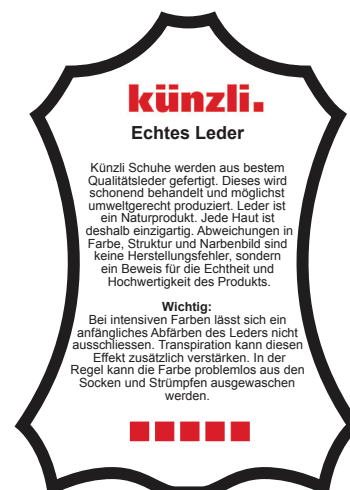 künzli.
Echtes Leder
Künzli Schuhe werden aus bestem
Qualitätsleder gefertigt. Dieses wird
schonend behandelt und möglichst
umweltgerecht produziert. Leder ist
ein Naturprodukt. Jede Haut ist
deshalb einzigartig. Abweichungen in
Farbe, Struktur und Narbenbild sind
keine Herstellungsfehler, sondern
ein Beweis für die Echtheit und
Hochwertigkeit des Produkts.
Wichtig:
Bei intensiven Farben lässt sich ein
anfängliches Abfärben des Leders nicht
ausschliessen. Transpiration kann diesen
Effekt zusätzlich verstärken. In der
Regel kann die Farbe problemlos aus den
Socken und Strümpfen ausgewaschen
werden.